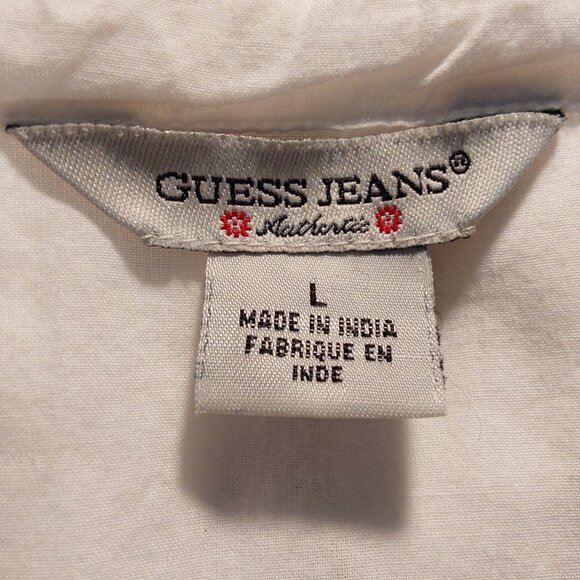 GUESS JEANS®
Authentic
L
MADE IN INDIA
FABRIQUE EN
INDE